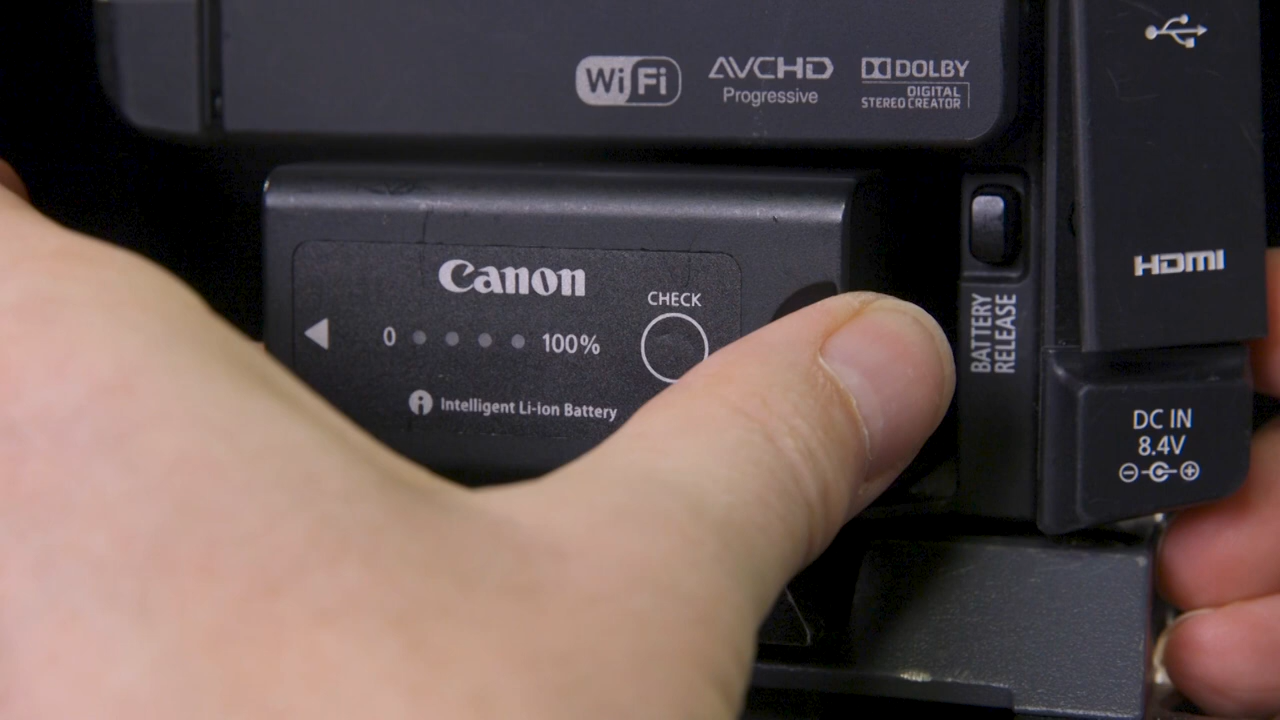 WiFi
AVCHD
Progressive
DOLBY
DIGITAL
STEREO CREATOR
Canon
CHECK
0 100%
Intelligent Li-ion Battery
BATTERY
RELEASE
HDMI
DC IN
8.4V